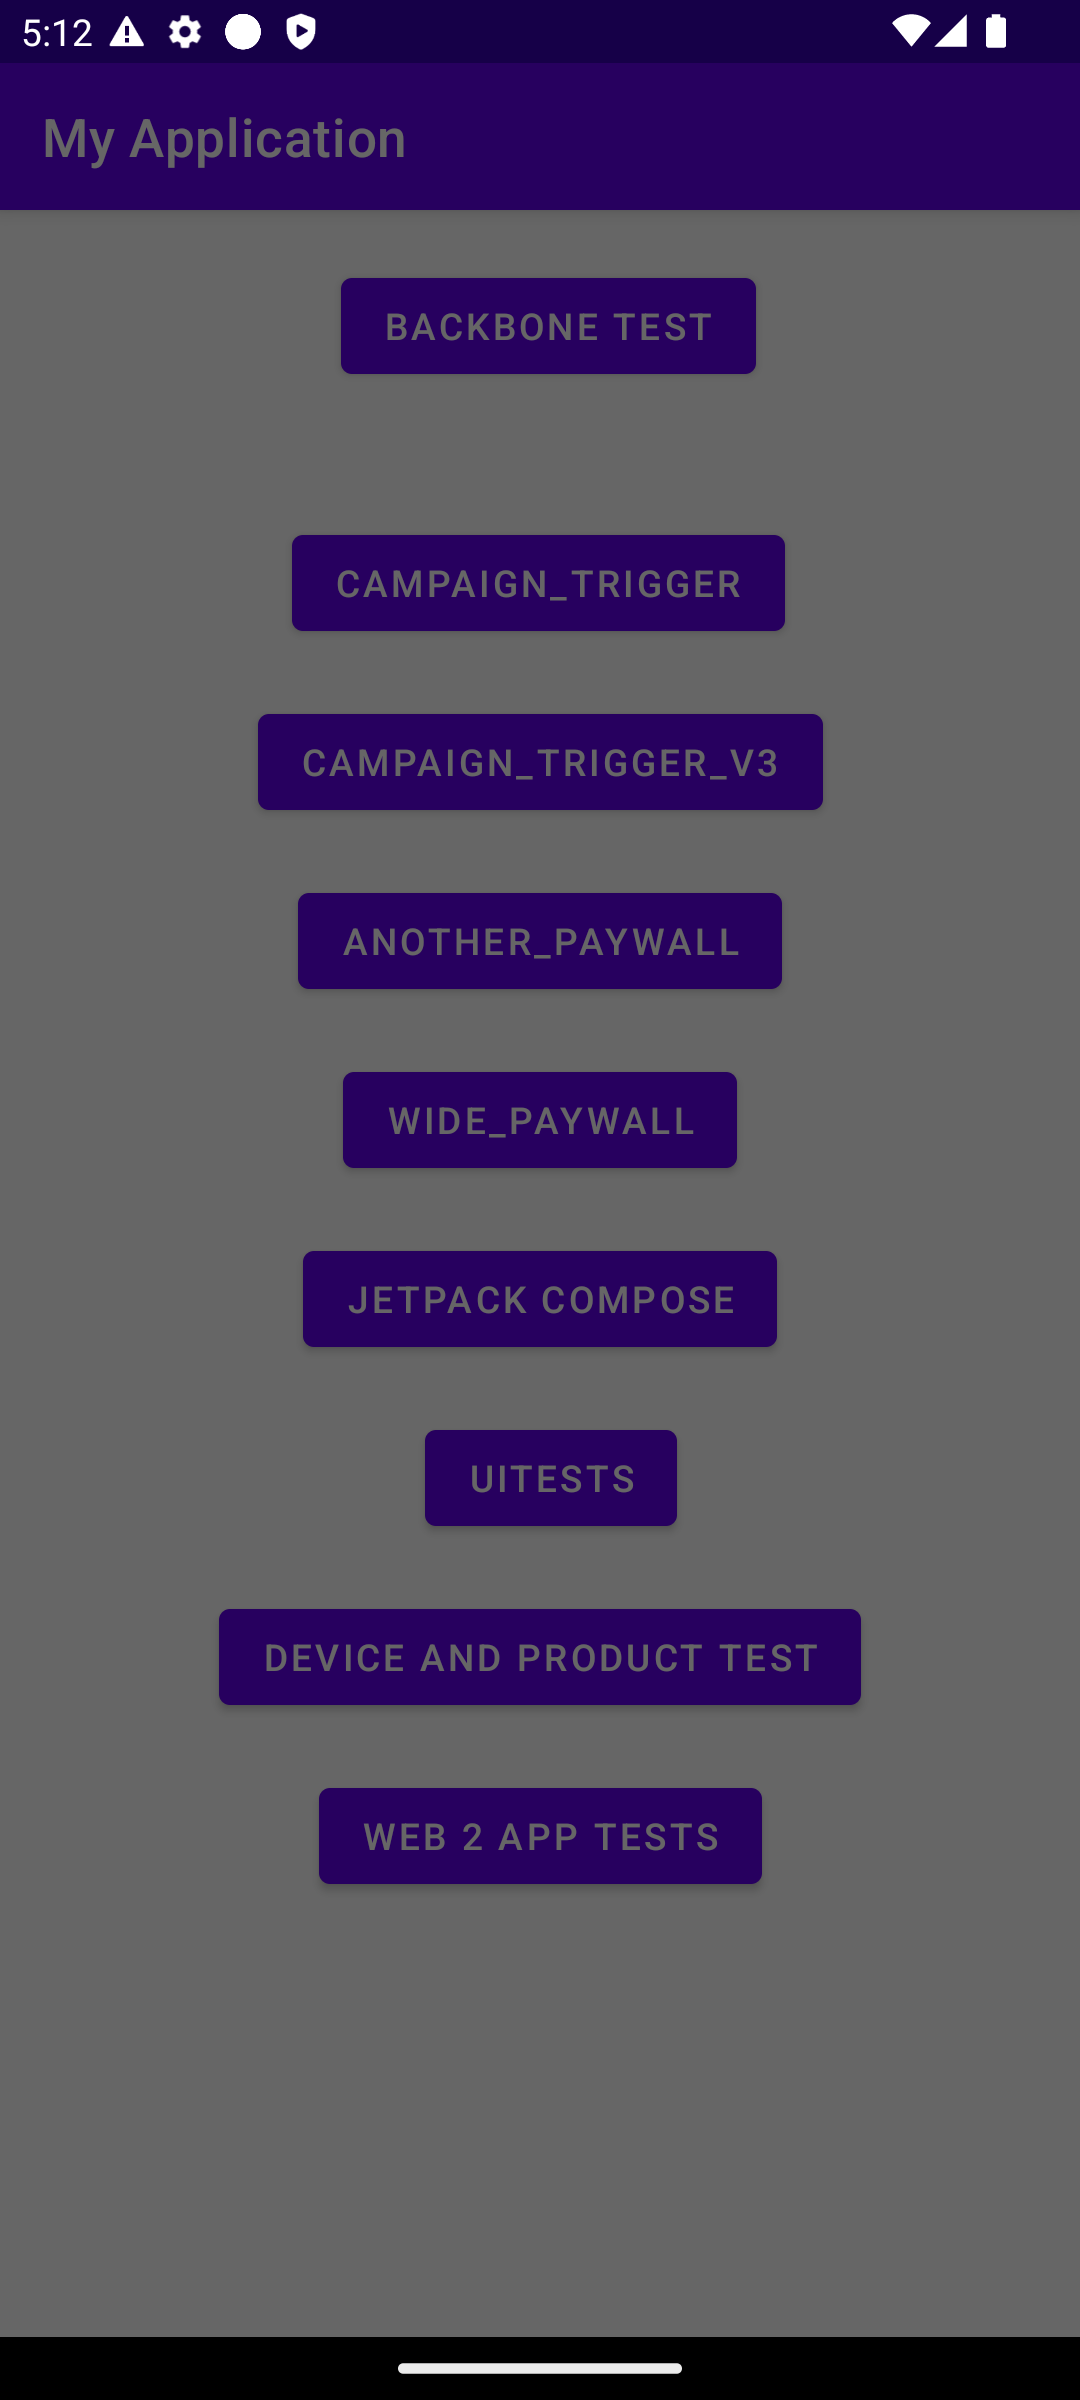 5:12
My Application
BACKBONE TEST
CAMPAIGN_TRIGGER
CAMPAIGN_TRIGGER_V3
ANOTHER_PAYWALL
WIDE_PAYWALL
JETPACK COMPOSE
UITESTS
DEVICE AND PRODUCT TEST
WEB 2 APP TESTS